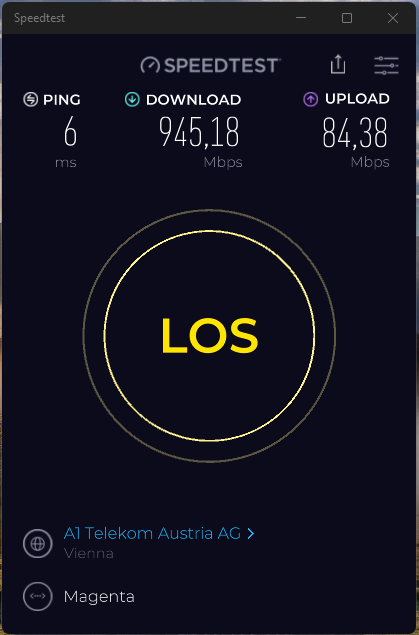 Speedtest
SPEEDTEST
PING
DOWNLOAD
UPLOAD
6
945,18
84,38
ms
Mbps
Mbps
LOS
A1 Telekom Austria AG
Vienna
Magenta